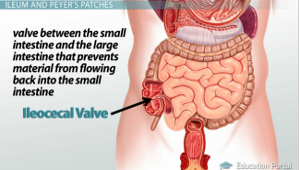 ILEUM AND PEYER'S PATCHES
valve between the small
intestine and the large
intestine that prevents
material from flowing
back into the small
intestine
Ileocecal Valve
Education Portal